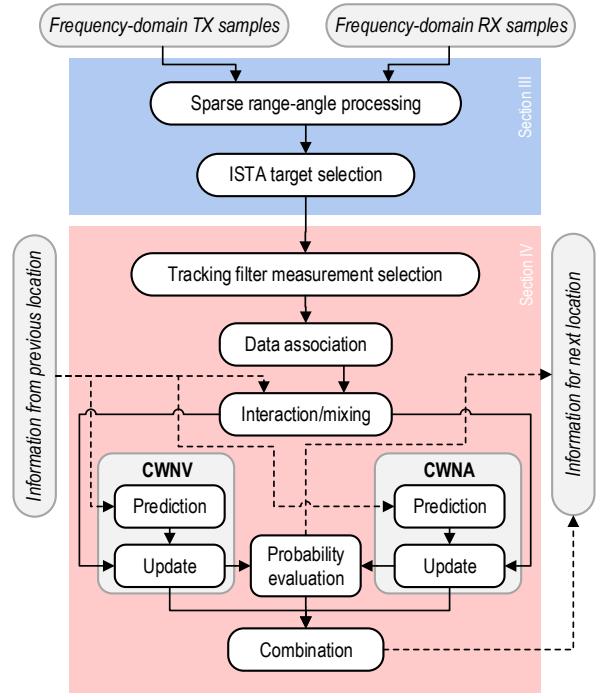 Frequency-domain TX samples
Frequency-domain RX samples
Section III
Sparse range-angle processing
ISTA target selection
Section IV
Tracking filter measurement selection
Information from previous location
Information for next location
Data association
Interaction/mixing
CWNV
CWNA
Prediction
Prediction
Update
Probability
evaluation
Update
Combination